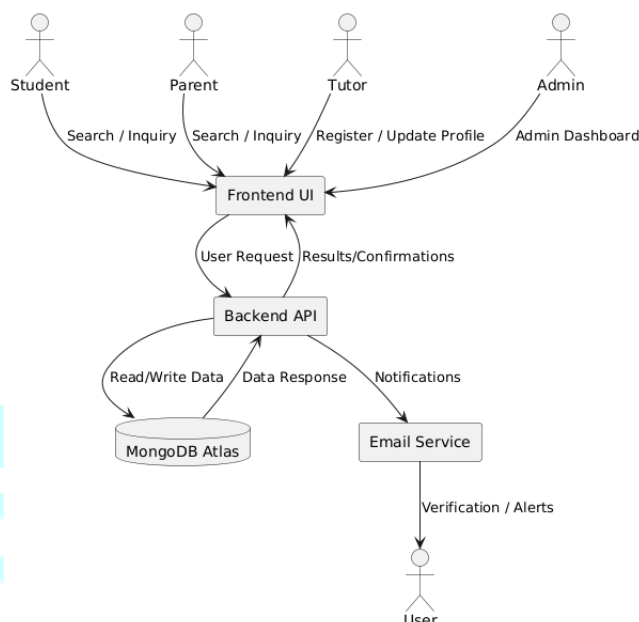 Student
Parent
Tutor
Admin
Search / Inquiry
Search / Inquiry
Register / Update Profile
Admin Dashboard
Frontend UI
User Request
Results/Confirmations
Backend API
Read/Write Data
Data Response
Notifications
MongoDB Atlas
Email Service
Verification / Alerts
User